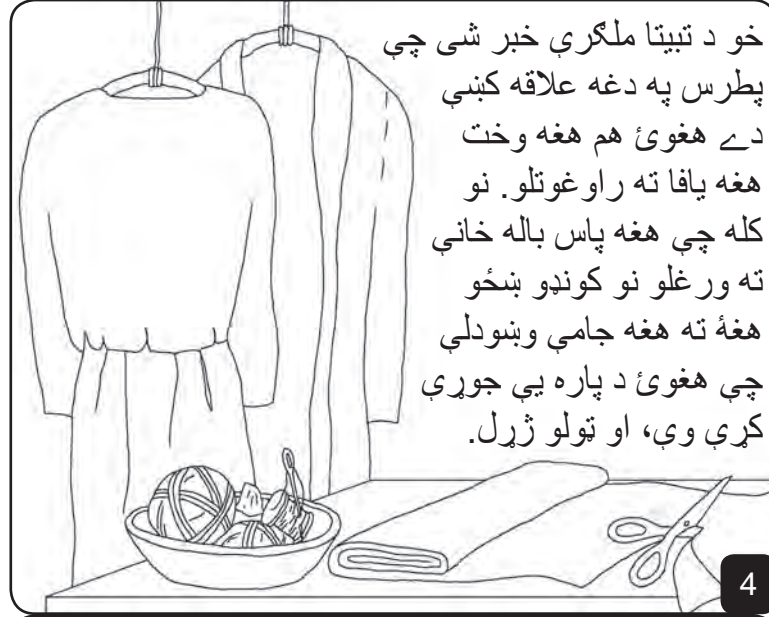 خو د تبیتا ملګرې خبر شی چې
پطرس په دغه علاقه کښې
دے هغوئ هم هغه وخت
هغه یافا ته راوغوتلو. نو
کله چې هغه پاس باله خانې
ته ورغلو نو کونډو ښځو
هغۀ ته هغه جامې وښودلې
چې هغوئ د پاره یې جوړې
کړې وې، او ټولو ژړل.
4